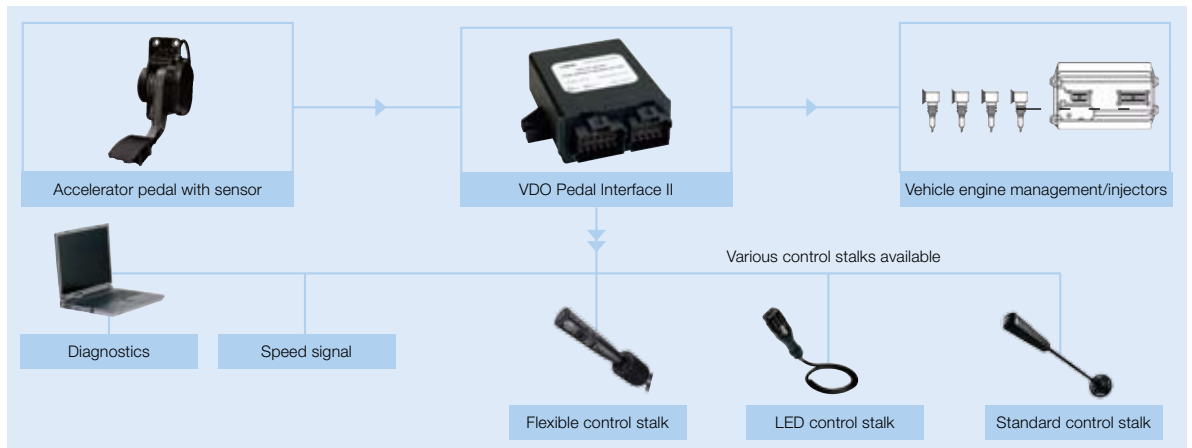 Accelerator pedal with sensor
VDO Pedal Interface II
Vehicle engine management/injectors
Various control stalks available
Diagnostics
Speed signal
Flexible control stalk
LED control stalk
Standard control stalk